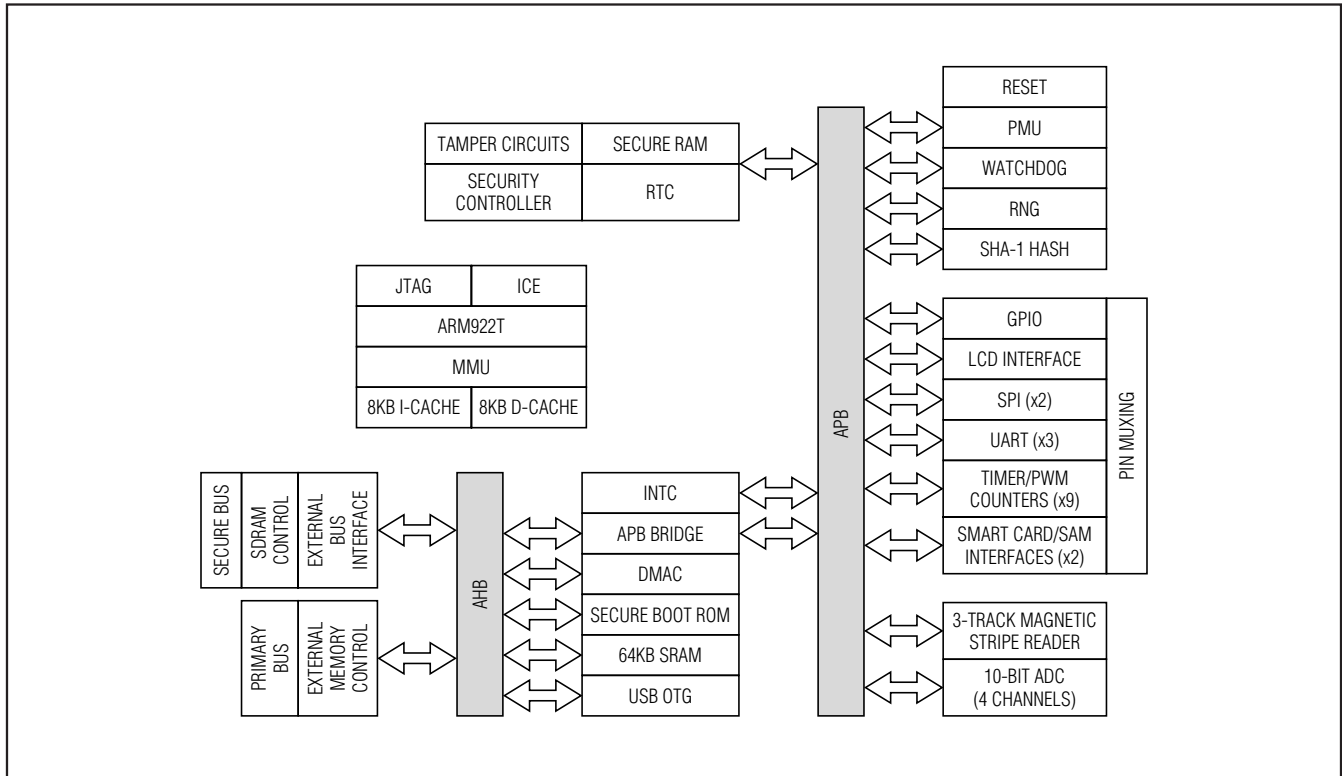 TAMPER CIRCUITS
SECURE RAM
SECURITY
CONTROLLER
RTC
JTAG
ICE
ARM922T
MMU
8KB I-CACHE
8KB D-CACHE
SECURE BUS
SDRAM
CONTROL
EXTERNAL
BUS
INTERFACE
PRIMARY
BUS
EXTERNAL
MEMORY
CONTROL
AHB
INTC
APB BRIDGE
DMAC
SECURE BOOT ROM
64KB SRAM
USB OTG
APB
RESET
PMU
WATCHDOG
RNG
SHA-1 HASH
GPIO
LCD INTERFACE
SPI (x2)
UART (x3)
TIMER/PWM
COUNTERS (x9)
SMART CARD/SAM
INTERFACES (x2)
PIN MUXING
3-TRACK MAGNETIC
STRIPE READER
10-BIT ADC
(4 CHANNELS)